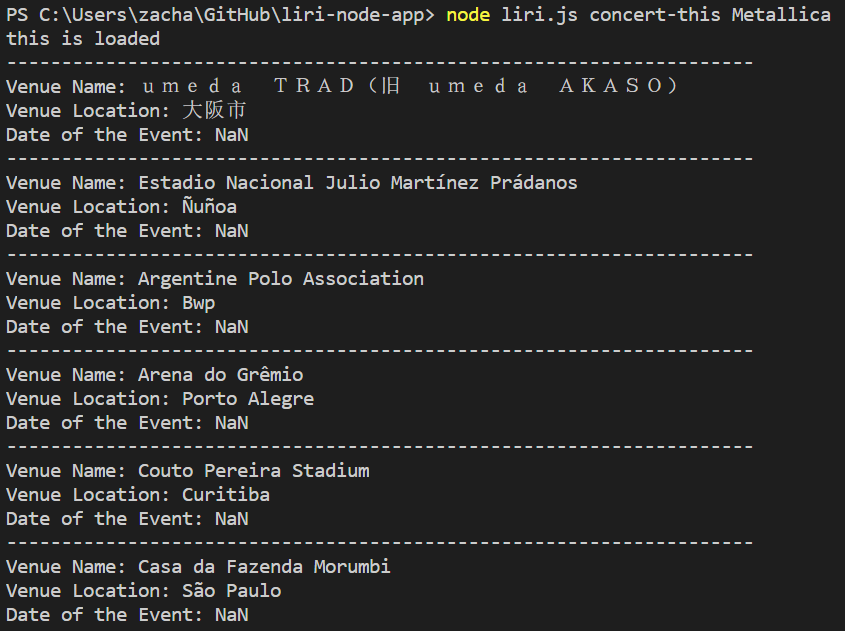 PS C:\Users\zacha\GitHub\liri-node-app> node liri.js concert-this Metallica
this is loaded
--------------------------------------------------------------------
Venue Name: ｕｍｅｄａ　ＴＲＡＤ（旧　ｕｍｅｄａ　ＡＫＡＳＯ）
Venue Location: 大阪市
Date of the Event: NaN
--------------------------------------------------------------------
Venue Name: Estadio Nacional Julio Martínez Prádanos
Venue Location: Ñuñoa
Date of the Event: NaN
--------------------------------------------------------------------
Venue Name: Argentine Polo Association
Venue Location: Bwp
Date of the Event: NaN
--------------------------------------------------------------------
Venue Name: Arena do Grêmio
Venue Location: Porto Alegre
Date of the Event: NaN
--------------------------------------------------------------------
Venue Name: Couto Pereira Stadium
Venue Location: Curitiba
Date of the Event: NaN
--------------------------------------------------------------------
Venue Name: Casa da Fazenda Morumbi
Venue Location: São Paulo
Date of the Event: NaN